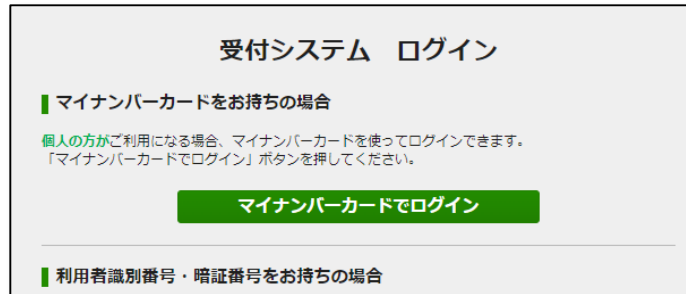 受付システム　ログイン
マイナンバーカードをお持ちの場合
個人の方がご利用になる場合、マイナンバーカードを使ってログインできます。
「マイナンバーカードでログイン」ボタンを押してください。
マイナンバーカードでログイン
利用者識別番号・暗証番号をお持ちの場合